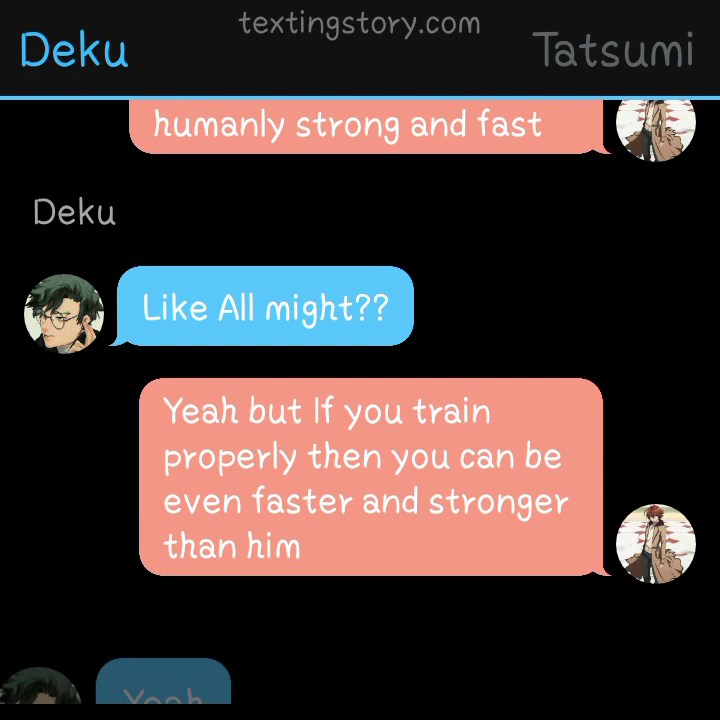 textingstory.com
Deku
Tatsumi
humanly strong and fast
Deku
Like All might??
Yeah but If you train
properly then you can be
even faster and stronger
than him
Yeah